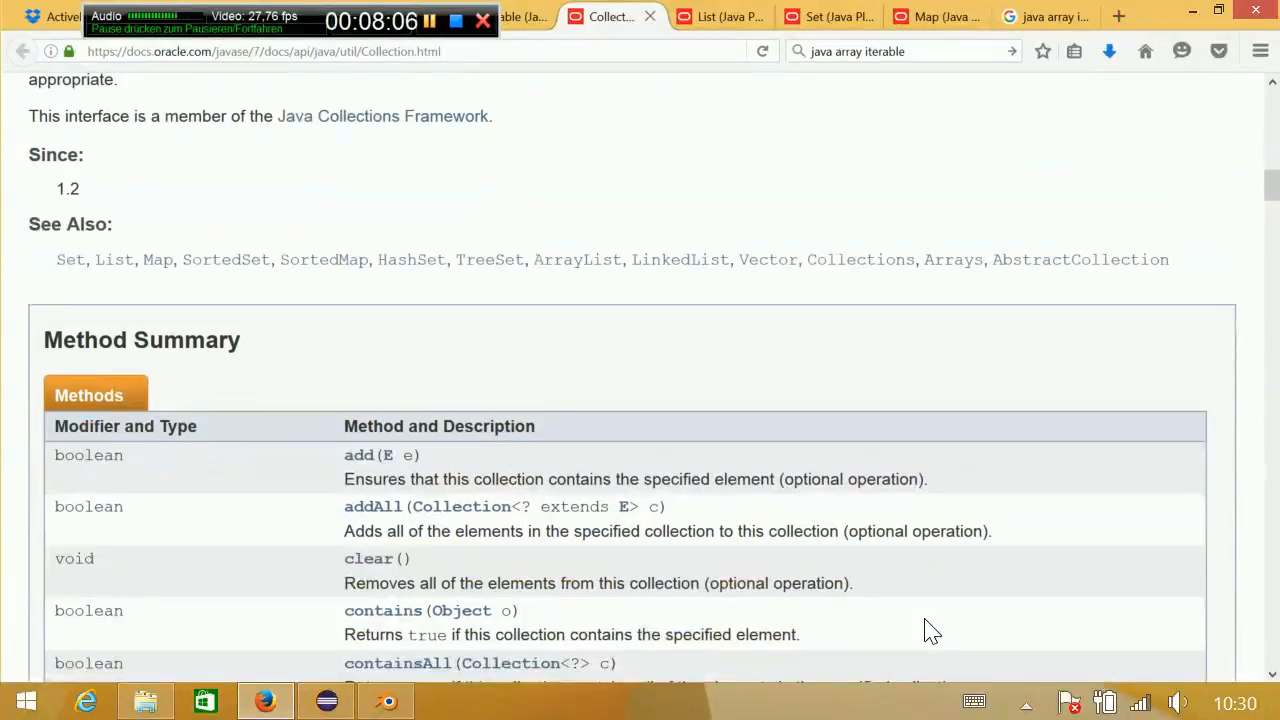 Activel
able (Ja...
Collect...
List (Java P...
Set (Java Pl...
Map (Java ...
java array i...
Audio
Video: 27,76 fps
00:08:06
Pause drücken zum Pausieren/Fortfahren
https://docs.oracle.com/javase/7/docs/api/java/util/Collection.html
java array iterable
appropriate.
This interface is a member of the Java Collections Framework.
Since:
1.2
See Also:
Set, List, Map, SortedSet, SortedMap, HashSet, TreeSet, ArrayList, LinkedList, Vector, Collections, Arrays, AbstractCollection
Method Summary
Methods
Modifier and Type Method and Description
boolean add(E e)
Ensures that this collection contains the specified element (optional operation).
boolean addAll(Collection<? extends E> c)
Adds all of the elements in the specified collection to this collection (optional operation).
void clear()
Removes all of the elements from this collection (optional operation).
boolean contains(Object o)
Returns true if this collection contains the specified element.
boolean containsAll(Collection<?> c)
10:30